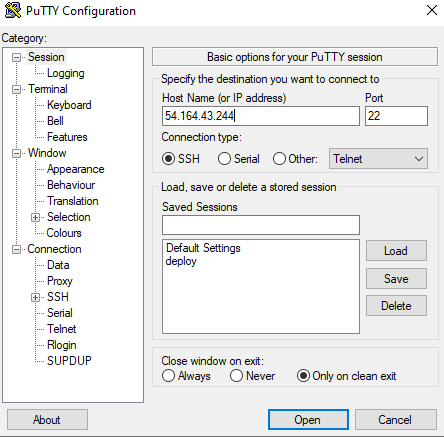 PuTTY Configuration
Category:
Session
Logging
Terminal
Keyboard
Bell
Features
Window
Appearance
Behaviour
Translation
Selection
Colours
Connection
Data
Proxy
SSH
Serial
Telnet
Rlogin
SUPDUP
Basic options for your PuTTY session
Specify the destination you want to connect to
Host Name (or IP address) Port
54.164.43.244 22
Connection type:
SSH Serial Other: Telnet
Load, save or delete a stored session
Saved Sessions
Default Settings
deploy
Load
Save
Delete
Close window on exit:
Always Never Only on clean exit
About Open Cancel